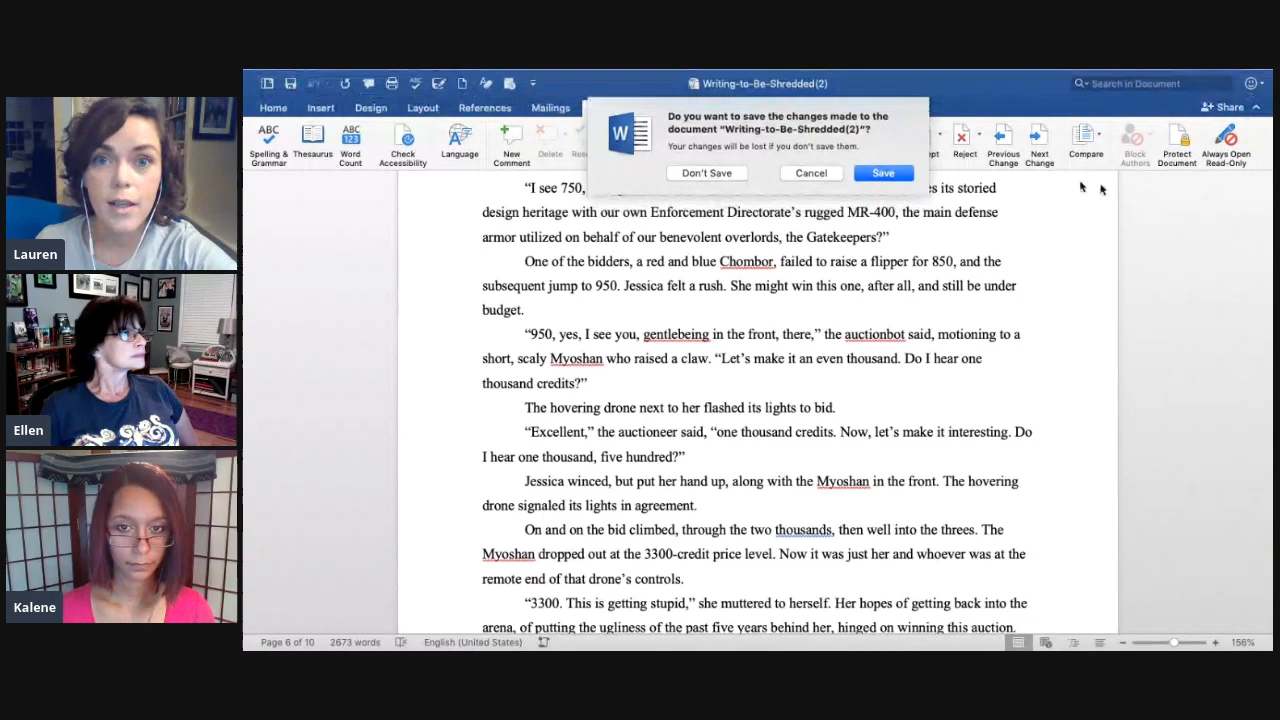 Lauren
Ellen
Kalene
Writing-to-Be-Shredded(2)
Search in Document
Home Insert Design Layout References Mailings
Share
Do you want to save the changes made to the
document “Writing-to-Be-Shredded(2)”?
Your changes will be lost if you don’t save them.
Don’t Save Cancel Save
ABC
ABC
123
Spelling &
Grammar
Thesaurus
Word
Count
Check
Accessibility
Language
New
Comment
Delete
Reject
Previous
Change
Next
Change
Compare
Block
Authors
Protect
Document
Always Open
Read-Only
“I see 750, es its storied
design heritage with our own Enforcement Directorate’s rugged MR-400, the main defense
armor utilized on behalf of our benevolent overlords, the Gatekeepers?”
One of the bidders, a red and blue Chombor, failed to raise a flipper for 850, and the
subsequent jump to 950. Jessica felt a rush. She might win this one, after all, and still be under
budget.
“950, yes, I see you, gentlebeing in the front, there,” the auctionbot said, motioning to a
short, scaly Myoshan who raised a claw. “Let’s make it an even thousand. Do I hear one
thousand credits?”
The hovering drone next to her flashed its lights to bid.
“Excellent,” the auctioneer said, “one thousand credits. Now, let’s make it interesting. Do
I hear one thousand, five hundred?”
Jessica winced, but put her hand up, along with the Myoshan in the front. The hovering
drone signaled its lights in agreement.
On and on the bid climbed, through the two thousands, then well into the threes. The
Myoshan dropped out at the 3300-credit price level. Now it was just her and whoever was at the
remote end of that drone’s controls.
“3300. This is getting stupid,” she muttered to herself. Her hopes of getting back into the
arena, of putting the ugliness of the past five years behind her, hinged on winning this auction.
Page 6 of 10 2673 words English (United States) 156%